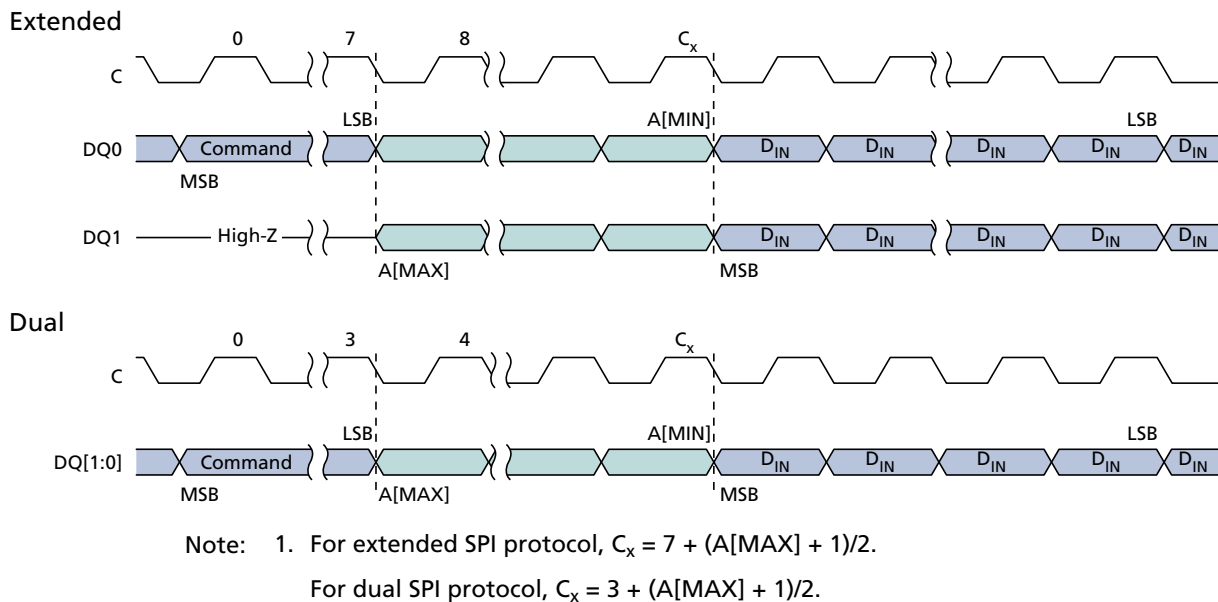 Extended
0 7 8 Cx
C
LSB A[MIN] LSB
DQ0 Command DIN DIN DIN DIN DIN
MSB
DQ1 High-Z DIN DIN DIN DIN DIN
A[MAX] MSB
Dual
0 3 4 Cx
C
LSB A[MIN] LSB
DQ[1:0] Command DIN DIN DIN DIN DIN
MSB A[MAX] MSB
Note: 1. For extended SPI protocol, Cx = 7 + (A[MAX] + 1)/2.
For dual SPI protocol, Cx = 3 + (A[MAX] + 1)/2.